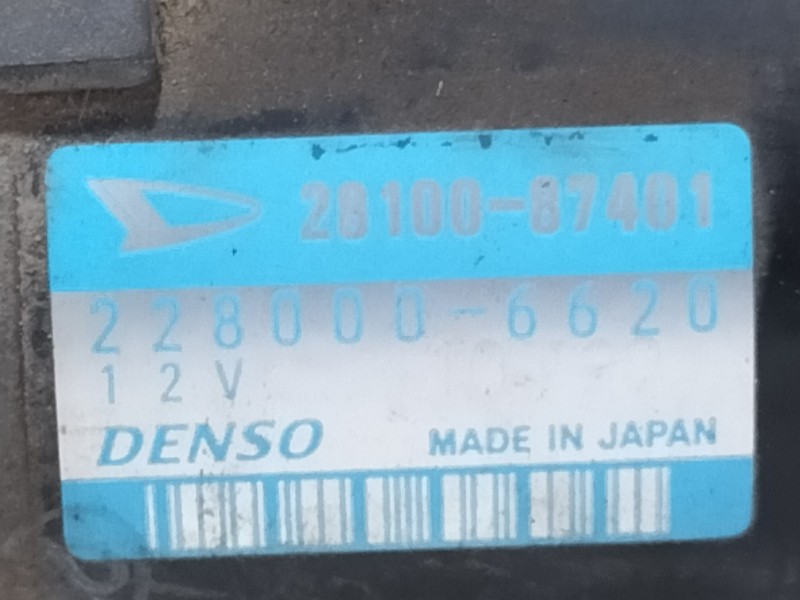 28100-87401
228000-6620
12V
DENSO
MADE IN JAPAN